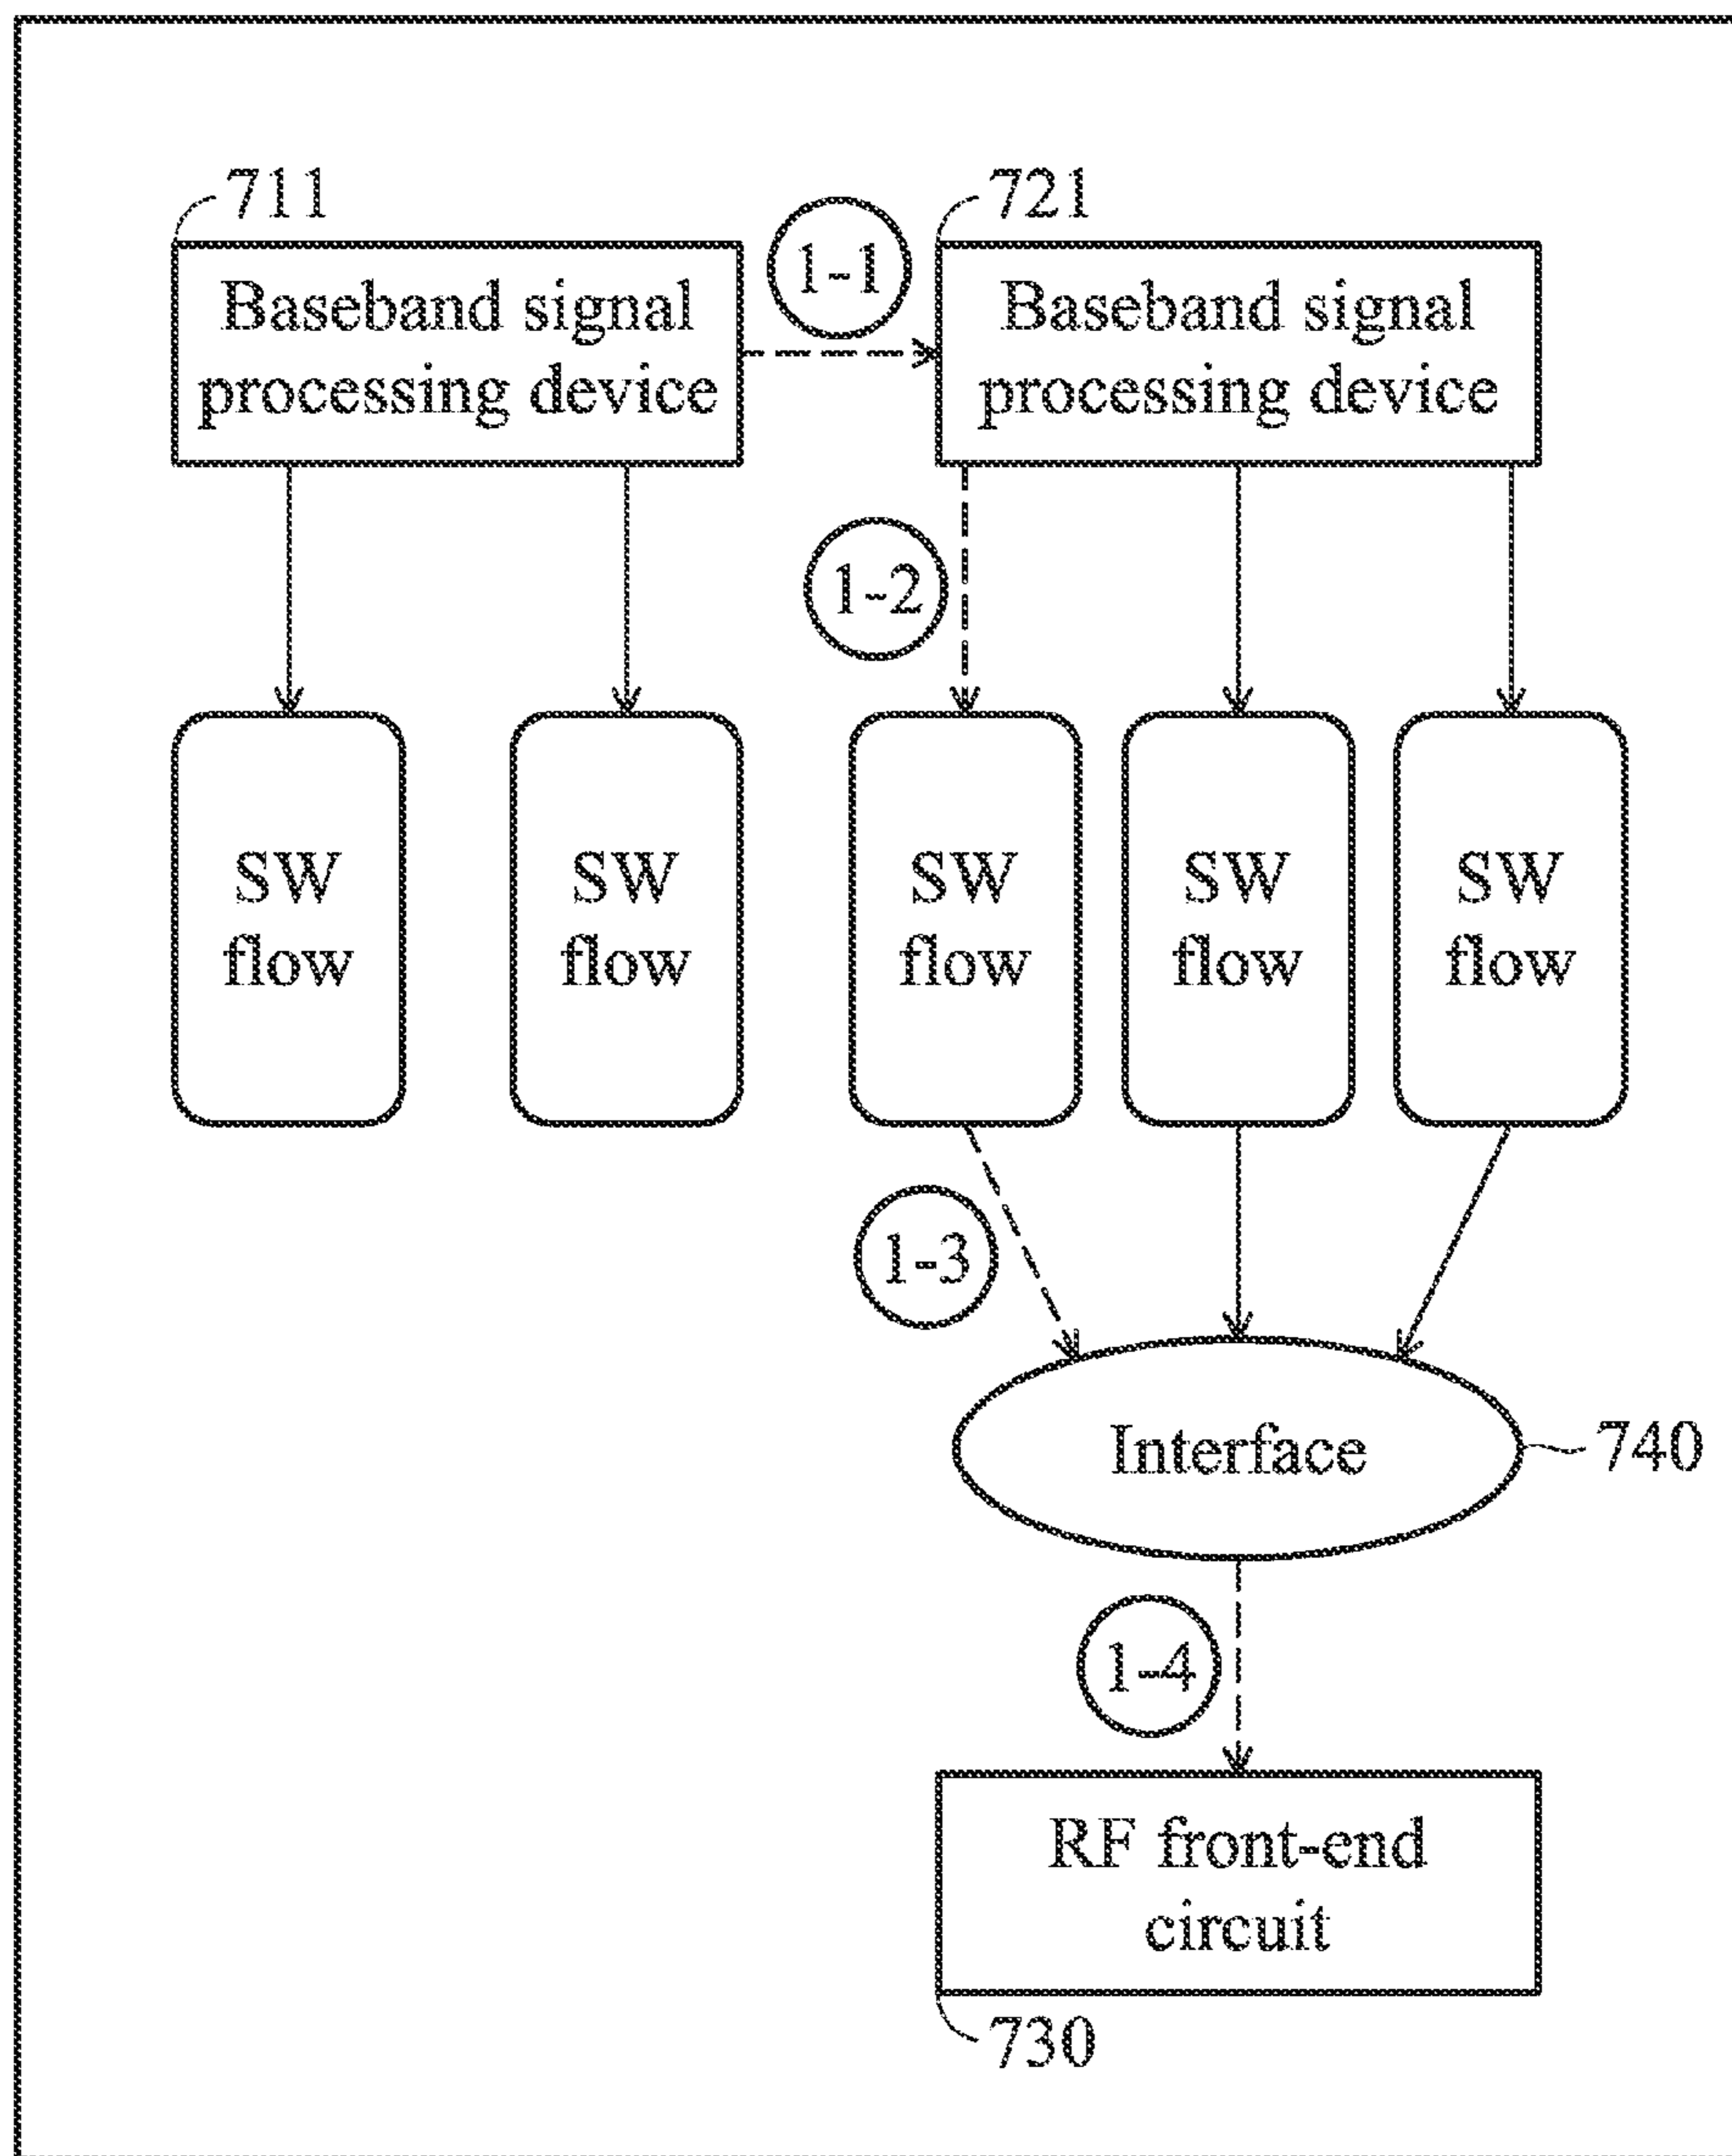 711
721
1-1
Baseband signal
processing device
Baseband signal
processing device
1-2
SW
flow
SW
flow
SW
flow
SW
flow
SW
flow
1-3
Interface
740
1-4
RF front-end
circuit
730